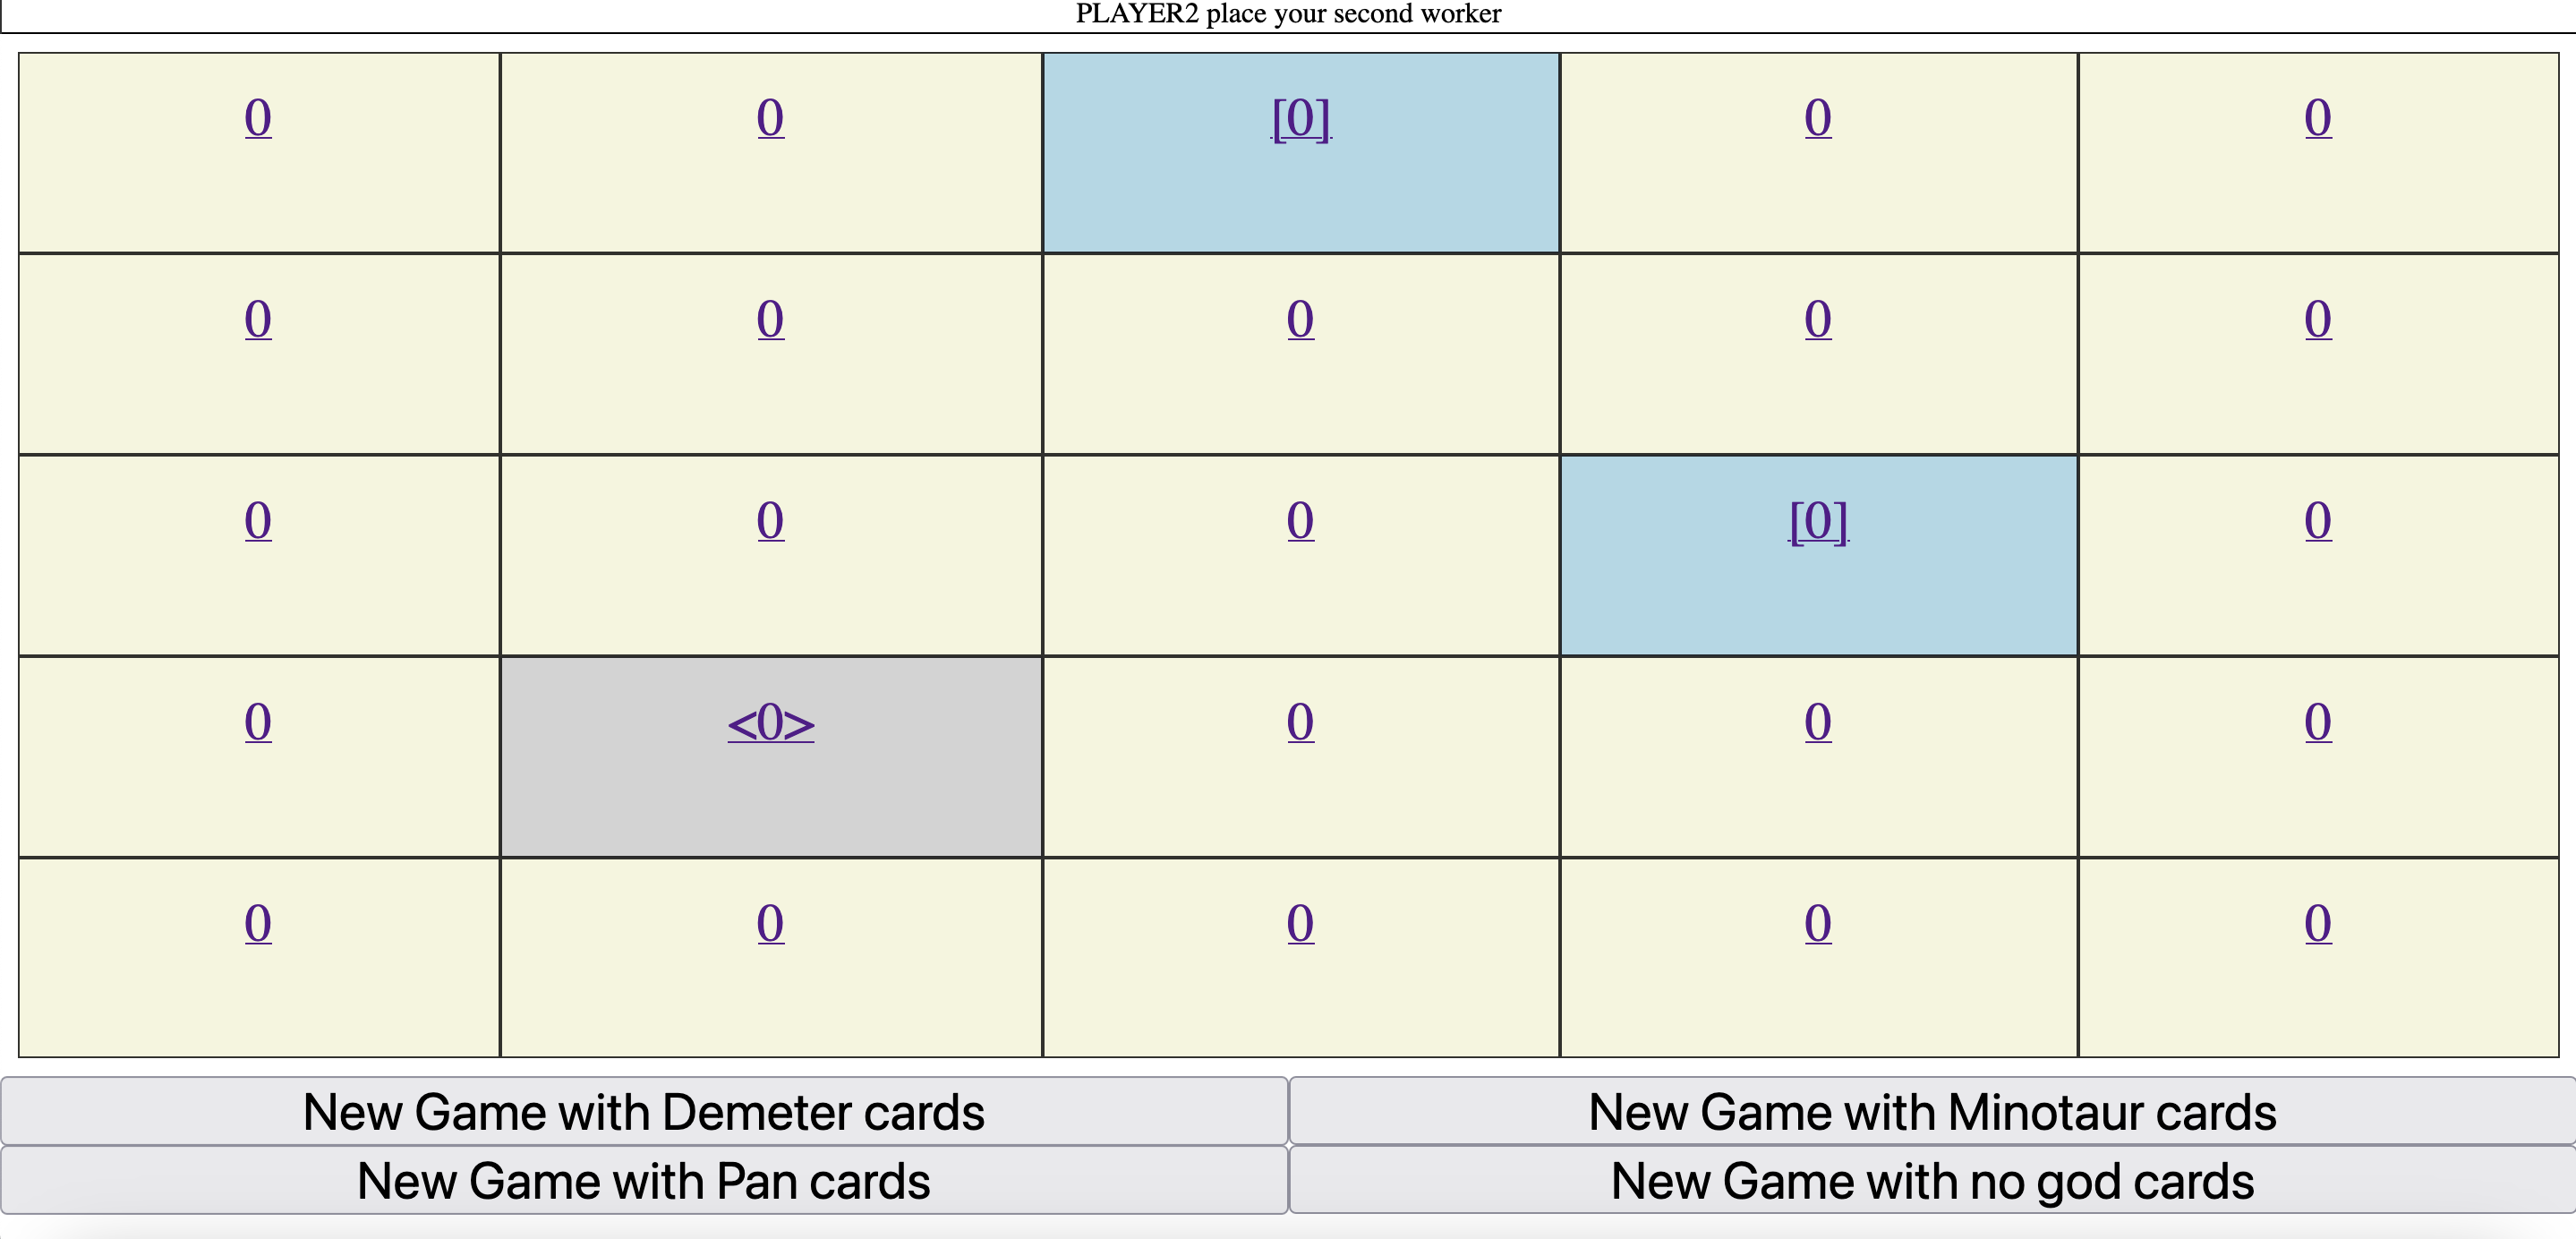 PLAYER2 place your second worker
0 0 [0] 0 0
0 0 0 0 0
0 0 0 [0] 0
0 <0> 0 0 0
0 0 0 0 0
New Game with Demeter cards New Game with Minotaur cards
New Game with Pan cards New Game with no god cards